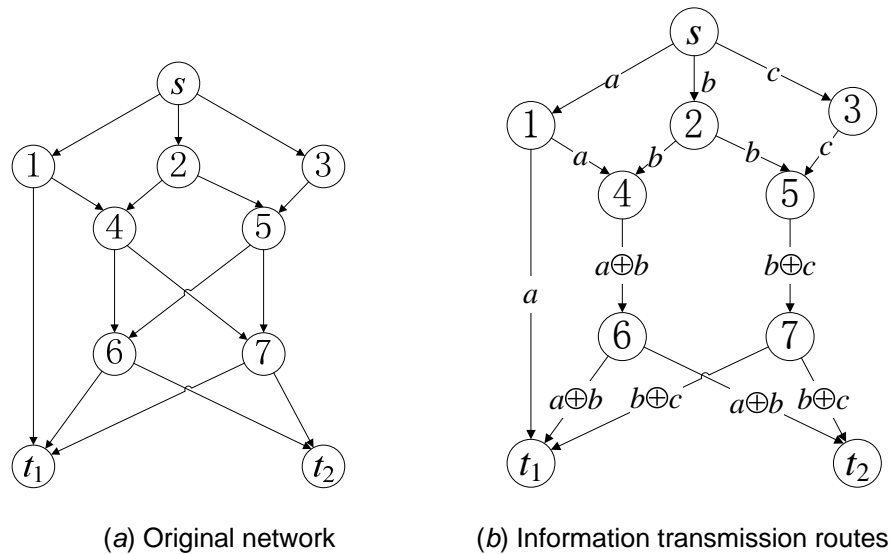 s
1
2
3
4
5
6
7
t₁
t₂
(a) Original network
s
a
b
c
1
2
3
a
b
b
c
4
5
a
a⊕b
b⊕c
6
7
a⊕b
b⊕c
a⊕b
b⊕c
t₁
t₂
(b) Information transmission routes